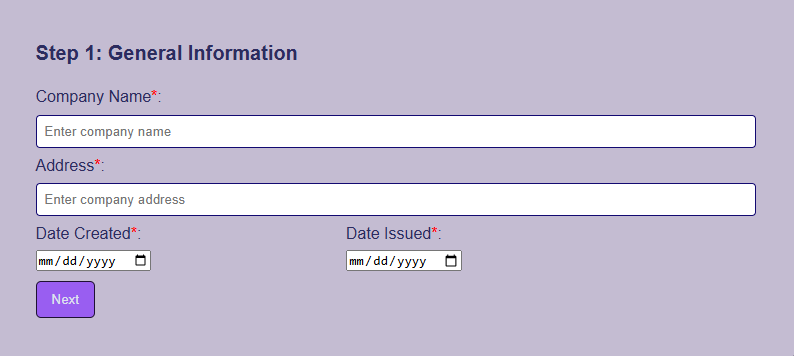 Step 1: General Information
Company Name*:
Enter company name
Address*:
Enter company address
Date Created*: Date Issued*:
mm/dd/yyyy mm/dd/yyyy
Next